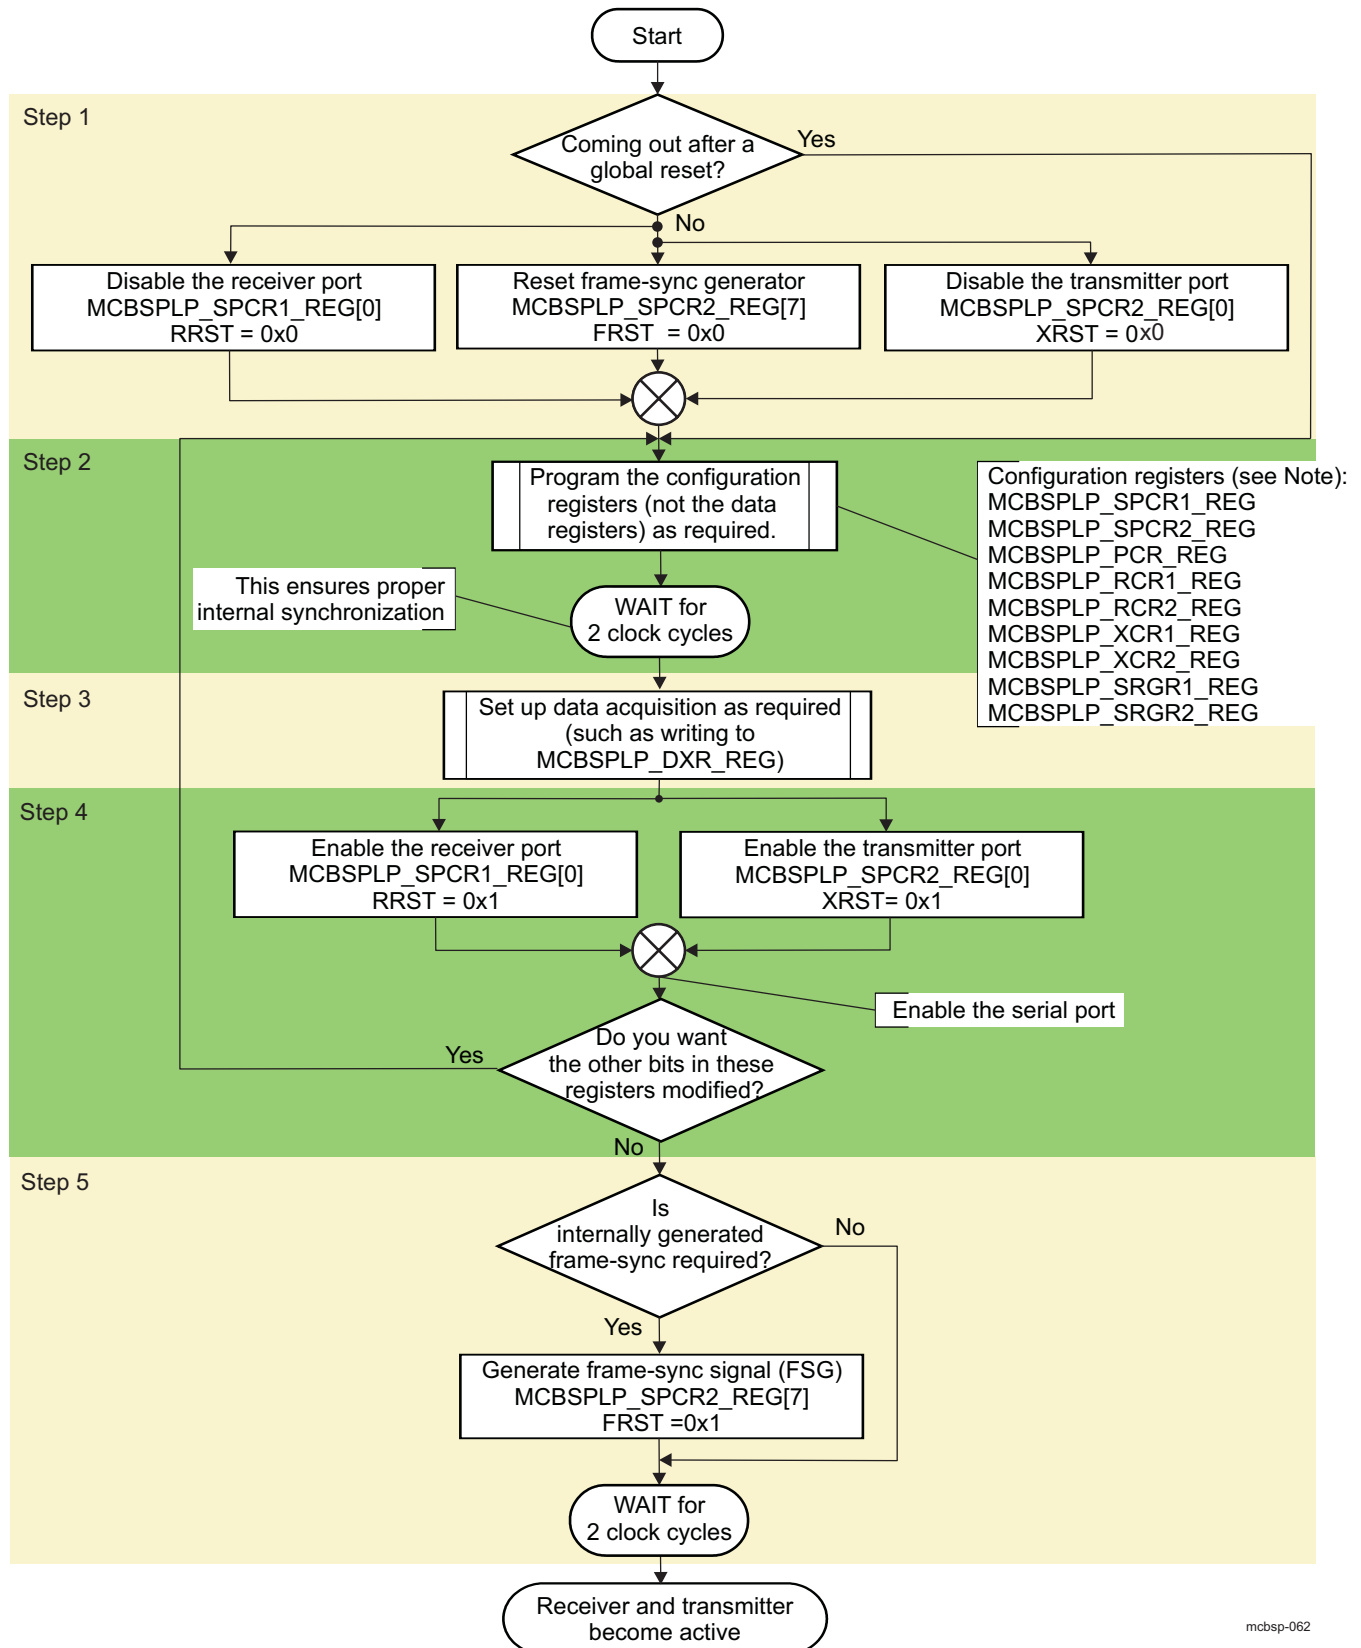 Start
Step 1
Coming out after a
global reset?
Yes
No
Disable the receiver port
MCBSPLP_SPCR1_REG[0]
RRST = 0x0
Reset frame-sync generator
MCBSPLP_SPCR2_REG[7]
FRST = 0x0
Disable the transmitter port
MCBSPLP_SPCR2_REG[0]
XRST = 0x0
Step 2
Program the configuration
registers (not the data
registers) as required.
Configuration registers (see Note):
MCBSPLP_SPCR1_REG
MCBSPLP_SPCR2_REG
MCBSPLP_PCR_REG
MCBSPLP_RCR1_REG
MCBSPLP_RCR2_REG
MCBSPLP_XCR1_REG
MCBSPLP_XCR2_REG
MCBSPLP_SRGR1_REG
MCBSPLP_SRGR2_REG
This ensures proper
internal synchronization
WAIT for
2 clock cycles
Step 3
Set up data acquisition as required
(such as writing to
MCBSPLP_DXR_REG)
Step 4
Enable the receiver port
MCBSPLP_SPCR1_REG[0]
RRST = 0x1
Enable the transmitter port
MCBSPLP_SPCR2_REG[0]
XRST= 0x1
Enable the serial port
Do you want
the other bits in these
registers modified?
Yes
No
Step 5
Is
internally generated
frame-sync required?
No
Yes
Generate frame-sync signal (FSG)
MCBSPLP_SPCR2_REG[7]
FRST =0x1
WAIT for
2 clock cycles
Receiver and transmitter
become active
mcbsp-062